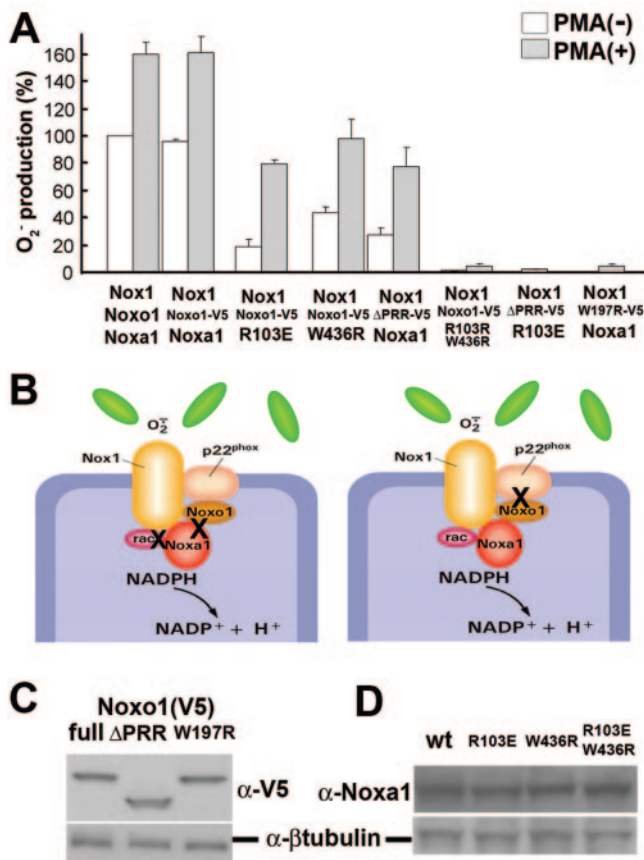 A
PMA(-)
PMA(+)
O2- production (%)
160
140
120
100
80
60
40
20
0
Nox1 Nox1 Nox1 Nox1 Nox1 Nox1 Nox1 Nox1
Noxo1 Noxo1-V5 Noxo1-V5 Noxo1-V5 ΔPRR-V5 Noxo1-V5 ΔPRR-V5 W197R-V5
Noxa1 Noxa1 R103E W436R Noxa1 R103R R103E Noxa1
W436R
B
O2- O2-
Nox1 p22phox Nox1 p22phox
X
Noxo1 Noxo1
X
rac X Noxa1 rac Noxa1
NADPH NADPH
NADP+ + H+ NADP+ + H+
C D
Noxo1(V5)
full ΔPRR W197R
wt R103E W436R R103E
W436R
α-V5 α-Noxa1
α-βtubulin